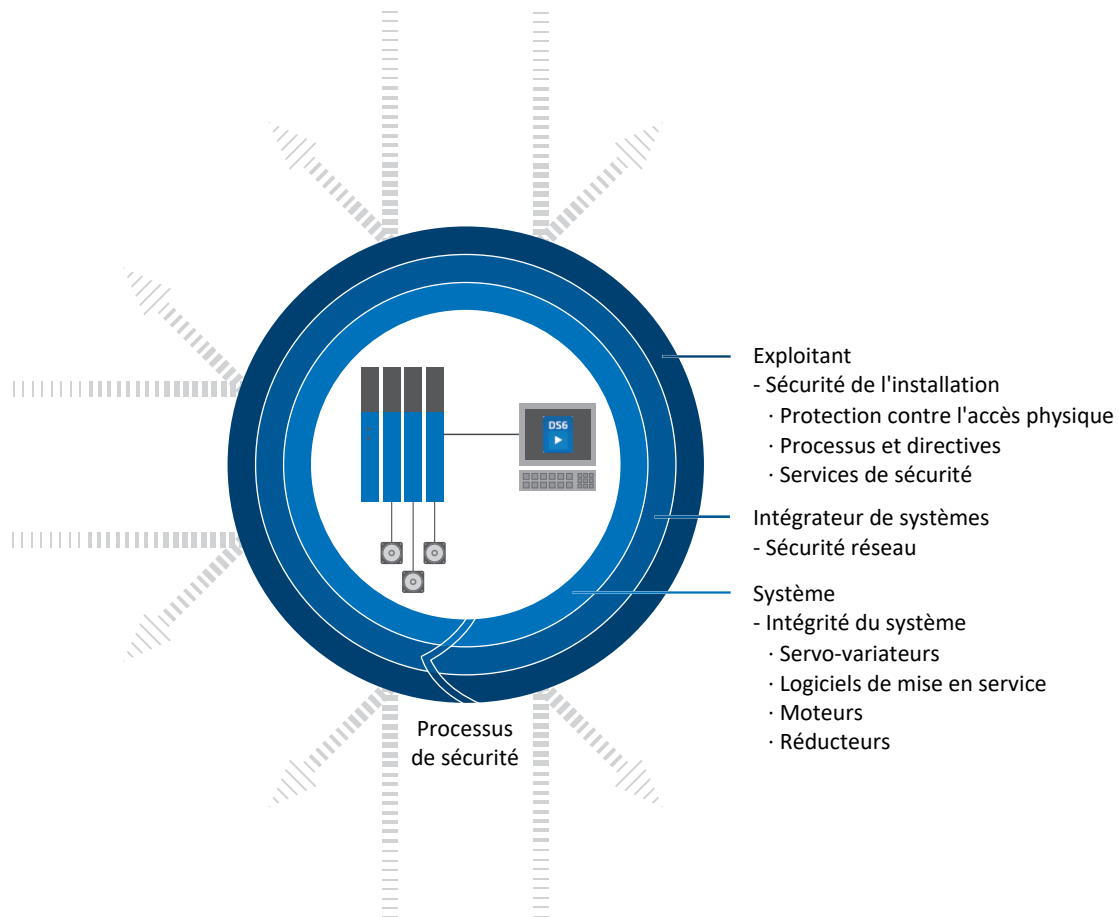 DS6
Exploitant
- Sécurité de l'installation
· Protection contre l'accès physique
· Processus et directives
· Services de sécurité
Intégrateur de systèmes
- Sécurité réseau
Système
- Intégrité du système
· Servo-variateurs
· Logiciels de mise en service
· Moteurs
· Réducteurs
Processus
de sécurité